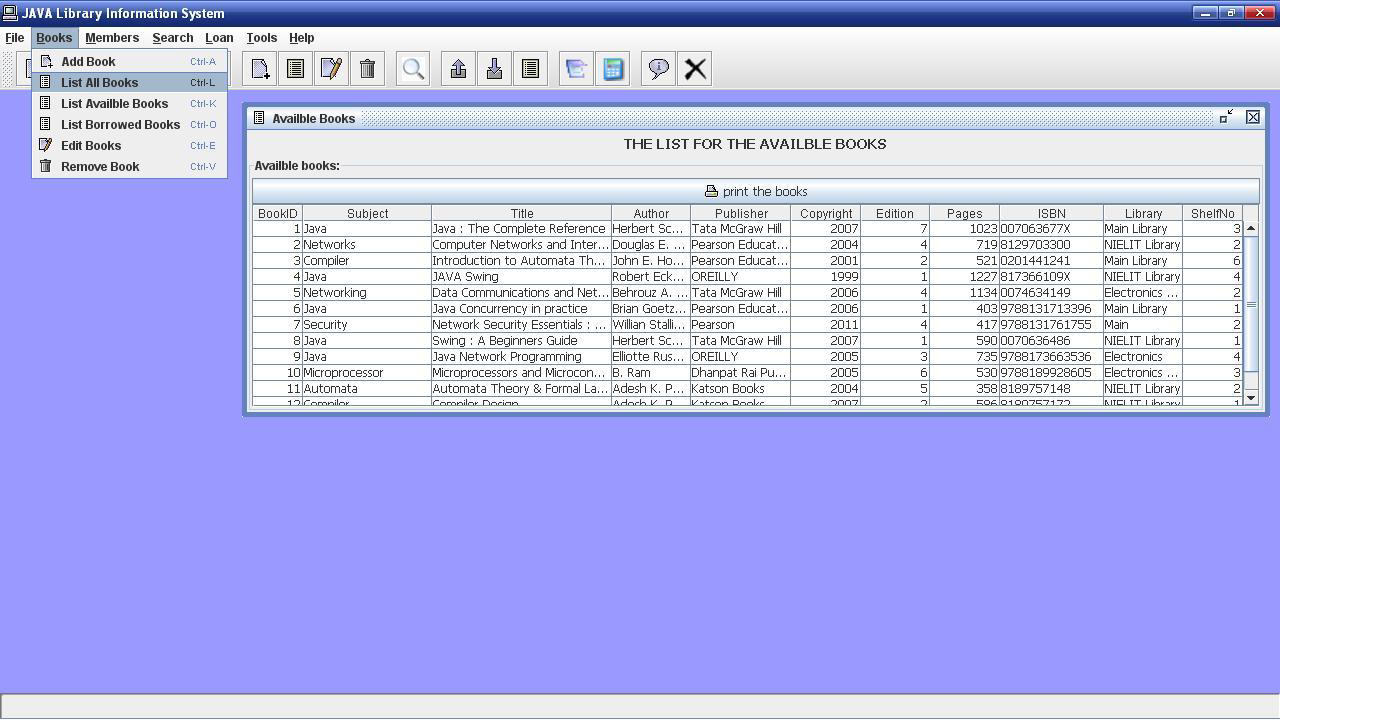 JAVA Library Information System
File Books Members Search Loan Tools Help
Add Book Ctrl-A
List All Books Ctrl-L
List Availble Books Ctrl-K
List Borrowed Books Ctrl-O
Edit Books Ctrl-E
Remove Book Ctrl-V
Availble Books
THE LIST FOR THE AVAILBLE BOOKS
Availble books:
print the books
BookID Subject Title Author Publisher Copyright Edition Pages ISBN Library ShelfNo
1 Java Java : The Complete Reference Herbert Sc... Tata McGraw Hill 2007 7 1023 007063677X Main Library 3
2 Networks Computer Networks and Inter... Douglas E. ... Pearson Educat... 2004 4 719 8129703300 NIELIT Library 2
3 Compiler Introduction to Automata Th... John E. Ho... Pearson Educat... 2001 2 521 0201441241 Main Library 6
4 Java JAVA Swing Robert Eck... OREILLY 1999 1 1227 817366109X NIELIT Library 4
5 Networking Data Communications and Net... Behrouz A. ... Tata McGraw Hill 2006 4 1134 0074634149 Electronics ... 2
6 Java Java Concurrency in practice Brian Goetz... Pearson Educat... 2006 1 403 9788131713396 Main Library 1
7 Security Network Security Essentials : ... Willian Stalli... Pearson 2011 4 417 9788131761755 Main 2
8 Java Swing : A Beginners Guide Herbert Sc... Tata McGraw Hill 2007 1 590 0070636486 NIELIT Library 1
9 Java Java Network Programming Elliotte Rus... OREILLY 2005 3 735 9788173663536 Electronics 4
10 Microprocessor Microprocessors and Microcon... B. Ram Dhanpat Rai Pu... 2005 6 530 9788189928605 Electronics ... 3
11 Automata Automata Theory & Formal La... Adesh K. P... Katson Books 2004 5 358 8189757148 NIELIT Library 2
12 Compiler Compiler Design Adesh K. P... Katson Books 2007 2 NIELIT Library 1